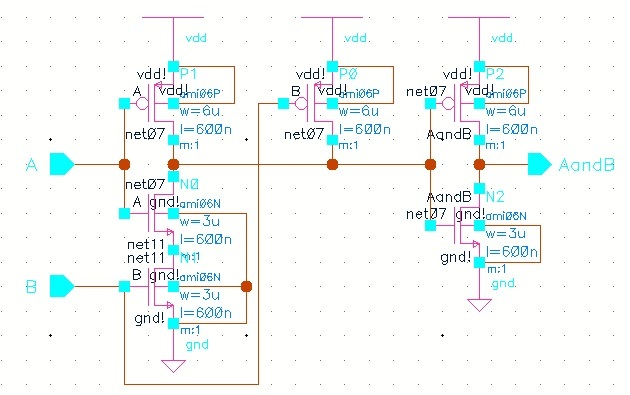 vdd
vdd.
vdd.
vdd!
P1
vdd!
P0
vdd!
P2
A
vdd!
ami06P
B
vdd!
ami06P
net07
vdd!
ami06P
w=6u
w=6u
w=6u
net07
l=600n
net07
l=600n
AandB
l=600n
m:1
m:1
m:1
A
AandB
net07
N0
AandB
N2
A
gnd!
ami06N
net07
gnd!
ami06N
w=3u
w=3u
net11
l=600n
gnd!
l=600n
net11
m:1
B
B
gnd!
ami06N
gnd.
w=3u
gnd!
l=600n
m:1
gnd